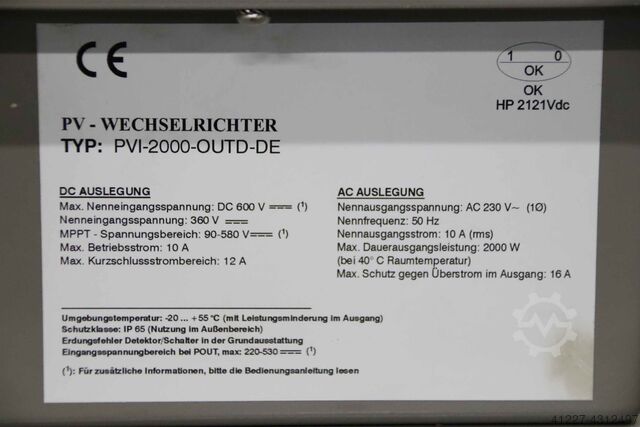 CE
1 0
OK
OK
HP 2121Vdc
PV - WECHSELRICHTER
TYP: PVI-2000-OUTD-DE
DC AUSLEGUNG
Max. Nenneingangsspannung: DC 600 V ⎓ (¹)
Nenneingangsspannung: 360 V ⎓
MPPT - Spannungsbereich: 90-580 V⎓ (¹)
Max. Betriebsstrom: 10 A
Max. Kurzschlussstrombereich: 12 A
AC AUSLEGUNG
Nennausgangsspannung: AC 230 V~ (1Ø)
Nennfrequenz: 50 Hz
Nennausgangsstrom: 10 A (rms)
Max. Dauerausgangsleistung: 2000 W
(bei 40° C Raumtemperatur)
Max. Schutz gegen Überstrom im Ausgang: 16 A
Umgebungstemperatur: -20 ... +55 °C (mit Leistungsminderung im Ausgang)
Schutzklasse: IP 65 (Nutzung im Außenbereich)
Erdungsfehler Detektor/Schalter in der Grundausstattung
Eingangsspannungbereich bei POUT, max: 220-530 ⎓ (¹)
(¹): Für zusätzliche Informationen, bitte die Bedienungsanleitung lesen
41227-4312497